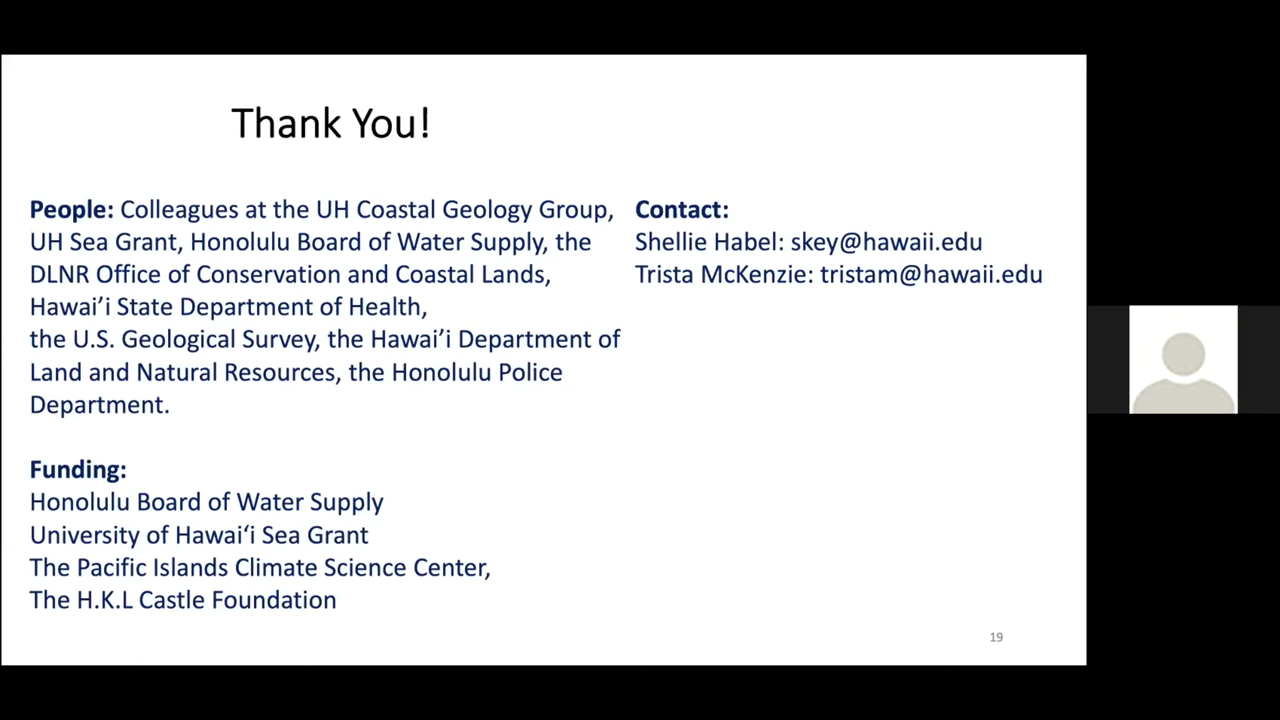 Thank You!
People: Colleagues at the UH Coastal Geology Group,
UH Sea Grant, Honolulu Board of Water Supply, the
DLNR Office of Conservation and Coastal Lands,
Hawai’i State Department of Health,
the U.S. Geological Survey, the Hawai’i Department of
Land and Natural Resources, the Honolulu Police
Department.
Funding:
Honolulu Board of Water Supply
University of Hawai‘i Sea Grant
The Pacific Islands Climate Science Center,
The H.K.L Castle Foundation
Contact:
Shellie Habel: skey@hawaii.edu
Trista McKenzie: tristam@hawaii.edu
19